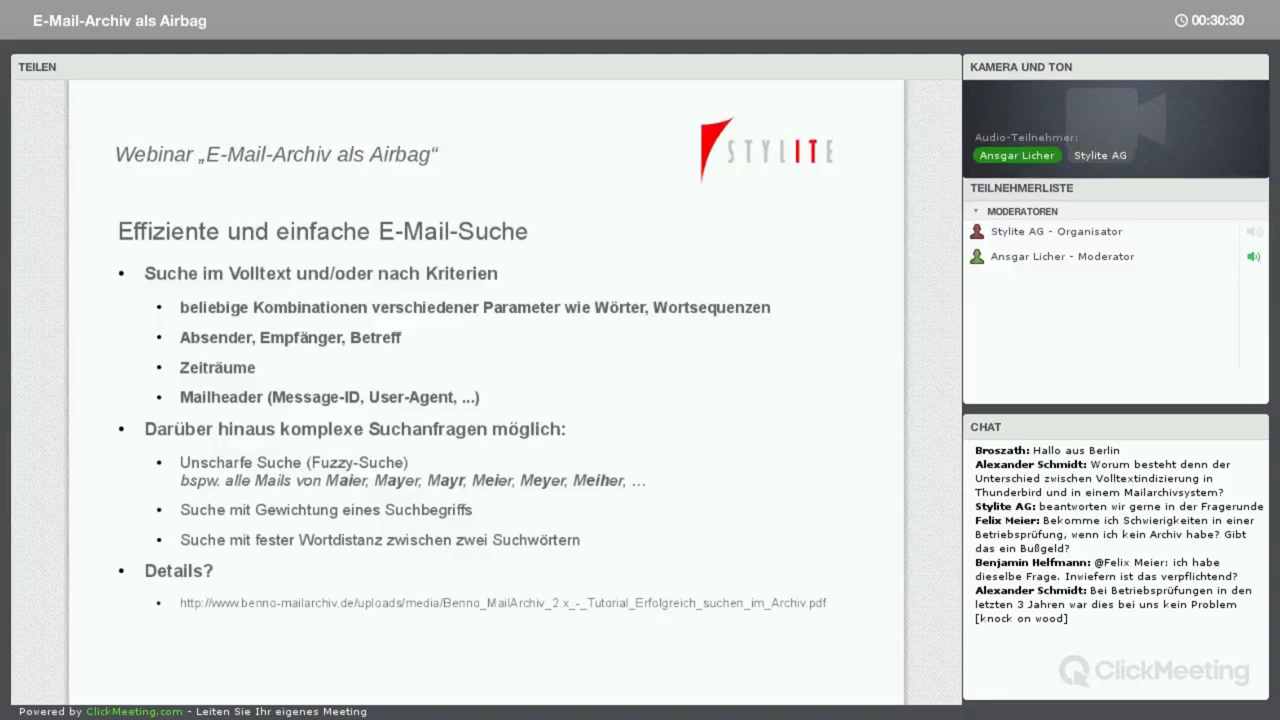 E-Mail-Archiv als Airbag
00:30:30
TEILEN
Webinar „E-Mail-Archiv als Airbag“
STYLITE
Effiziente und einfache E-Mail-Suche
• Suche im Volltext und/oder nach Kriterien
• beliebige Kombinationen verschiedener Parameter wie Wörter, Wortsequenzen
• Absender, Empfänger, Betreff
• Zeiträume
• Mailheader (Message-ID, User-Agent, ...)
• Darüber hinaus komplexe Suchanfragen möglich:
• Unscharfe Suche (Fuzzy-Suche)
bspw. alle Mails von Maier, Mayer, Mayr, Meier, Meyer, Meiher, …
• Suche mit Gewichtung eines Suchbegriffs
• Suche mit fester Wortdistanz zwischen zwei Suchwörtern
• Details?
• http://www.benno-mailarchiv.de/uploads/media/Benno_MailArchiv_2.x_-_Tutorial_Erfolgreich_suchen_im_Archiv.pdf
KAMERA UND TON
Audio-Teilnehmer:
Ansgar Licher Stylite AG
TEILNEHMERLISTE
MODERATOREN
Stylite AG - Organisator
Ansgar Licher - Moderator
CHAT
Broszath: Hallo aus Berlin
Alexander Schmidt: Worum besteht denn der
Unterschied zwischen Volltextindizierung in
Thunderbird und in einem Mailarchivsystem?
Stylite AG: beantworten wir gerne in der Fragerunde
Felix Meier: Bekomme ich Schwierigkeiten in einer
Betriebsprüfung, wenn ich kein Archiv habe? Gibt
das ein Bußgeld?
Benjamin Helfmann: @Felix Meier: ich habe
dieselbe Frage. Inwiefern ist das verpflichtend?
Alexander Schmidt: Bei Betriebsprüfungen in den
letzten 3 Jahren war dies bei uns kein Problem
[knock on wood]
ClickMeeting
Powered by ClickMeeting.com - Leiten Sie Ihr eigenes Meeting